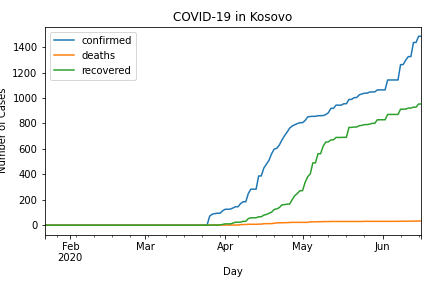 COVID-19 in Kosovo
confirmed
deaths
recovered
Number of Cases
1400
1200
1000
800
600
400
200
0
Feb
2020
Mar
Apr
May
Jun
Day